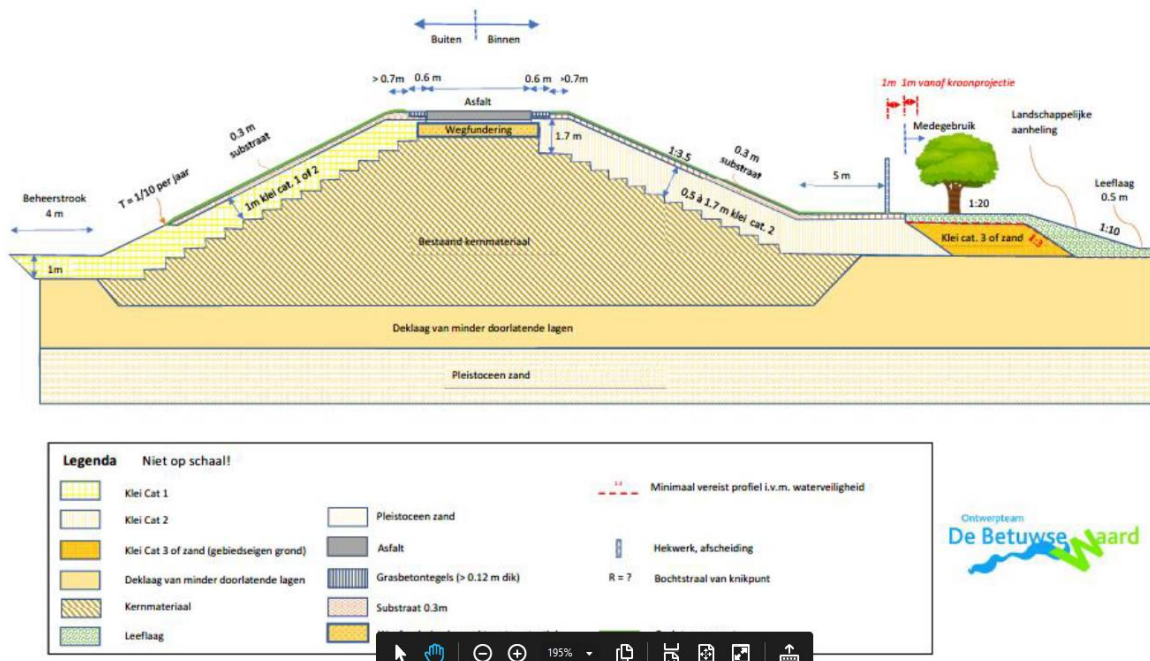 Buiten
Binnen
> 0.7m
0.6 m
0.6 m
>0.7m
1m
1m vanaf kroonprojectie
Asfalt
Wegfundering
1.7 m
Medegebruik
Landschappelijke
aanheling
0.3 m
substraat
1:3.5
0.3 m
substraat
5 m
Leeflaag
0.5 m
T = 1/10 per jaar
1m klei cat. 1 of 2
0,5 à 1.7 m klei cat. 2
Beheerstrook
4 m
1:20
1:10
Bestaand kernmateriaal
Klei cat. 3 of zand
1:3
1m
Deklaag van minder doorlatende lagen
Pleistoceen zand
Legenda
Niet op schaal!
Klei Cat 1
Klei Cat 2
Klei Cat 3 of zand (gebiedseigen grond)
Deklaag van minder doorlatende lagen
Kernmateriaal
Leeflaag
Pleistoceen zand
Asfalt
Grasbetontegels (> 0.12 m dik)
Substraat 0.3m
Minimaal vereist profiel i.v.m. waterveiligheid
Hekwerk, afscheiding
R = ?
Bochtstraal van knikpunt
Ontwerpteam
De Betuwse Waard
195%